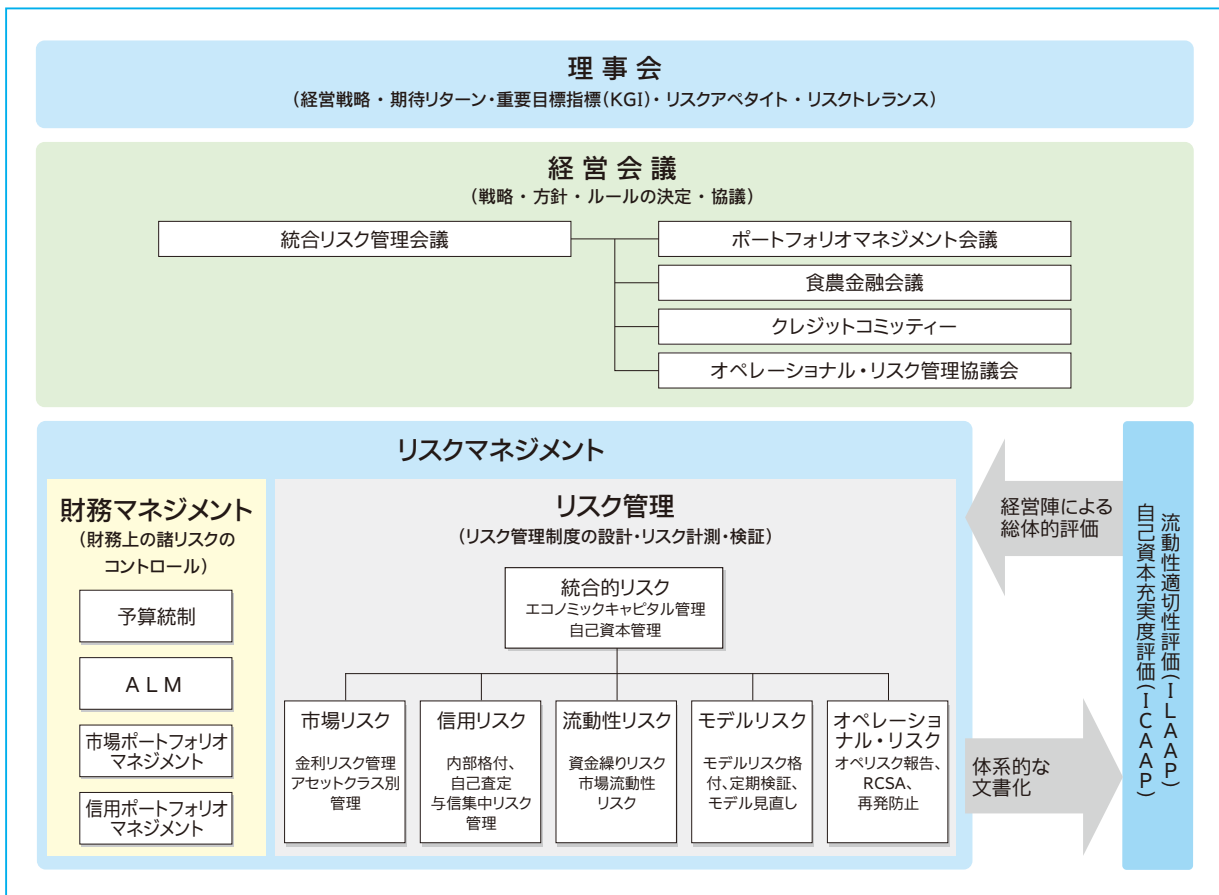 理事会
（経営戦略・期待リターン・重要目標指標(KGI)・リスクアペタイト・リスクトレランス）
経営会議
（戦略・方針・ルールの決定・協議）
統合リスク管理会議
ポートフォリオマネジメント会議
食農金融会議
クレジットコミッティー
オペレーショナル・リスク管理協議会
リスクマネジメント
財務マネジメント
（財務上の諸リスクの
コントロール）
予算統制
ALM
市場ポートフォリオ
マネジメント
信用ポートフォリオ
マネジメント
リスク管理
（リスク管理制度の設計・リスク計測・検証）
統合的リスク
エコノミックキャピタル管理
自己資本管理
市場リスク
金利リスク管理
アセットクラス別
管理
信用リスク
内部格付、
自己査定
与信集中リスク
管理
流動性リスク
資金繰りリスク
市場流動性
リスク
モデルリスク
モデルリスク格
付、定期検証、
モデル見直し
オペレーショ
ナル・リスク
オペリスク報告、
RCSA、
再発防止
経営陣による
総体的評価
体系的な
文書化
流動性適切性評価(ILAAP)
自己資本充実度評価(ICAAP)